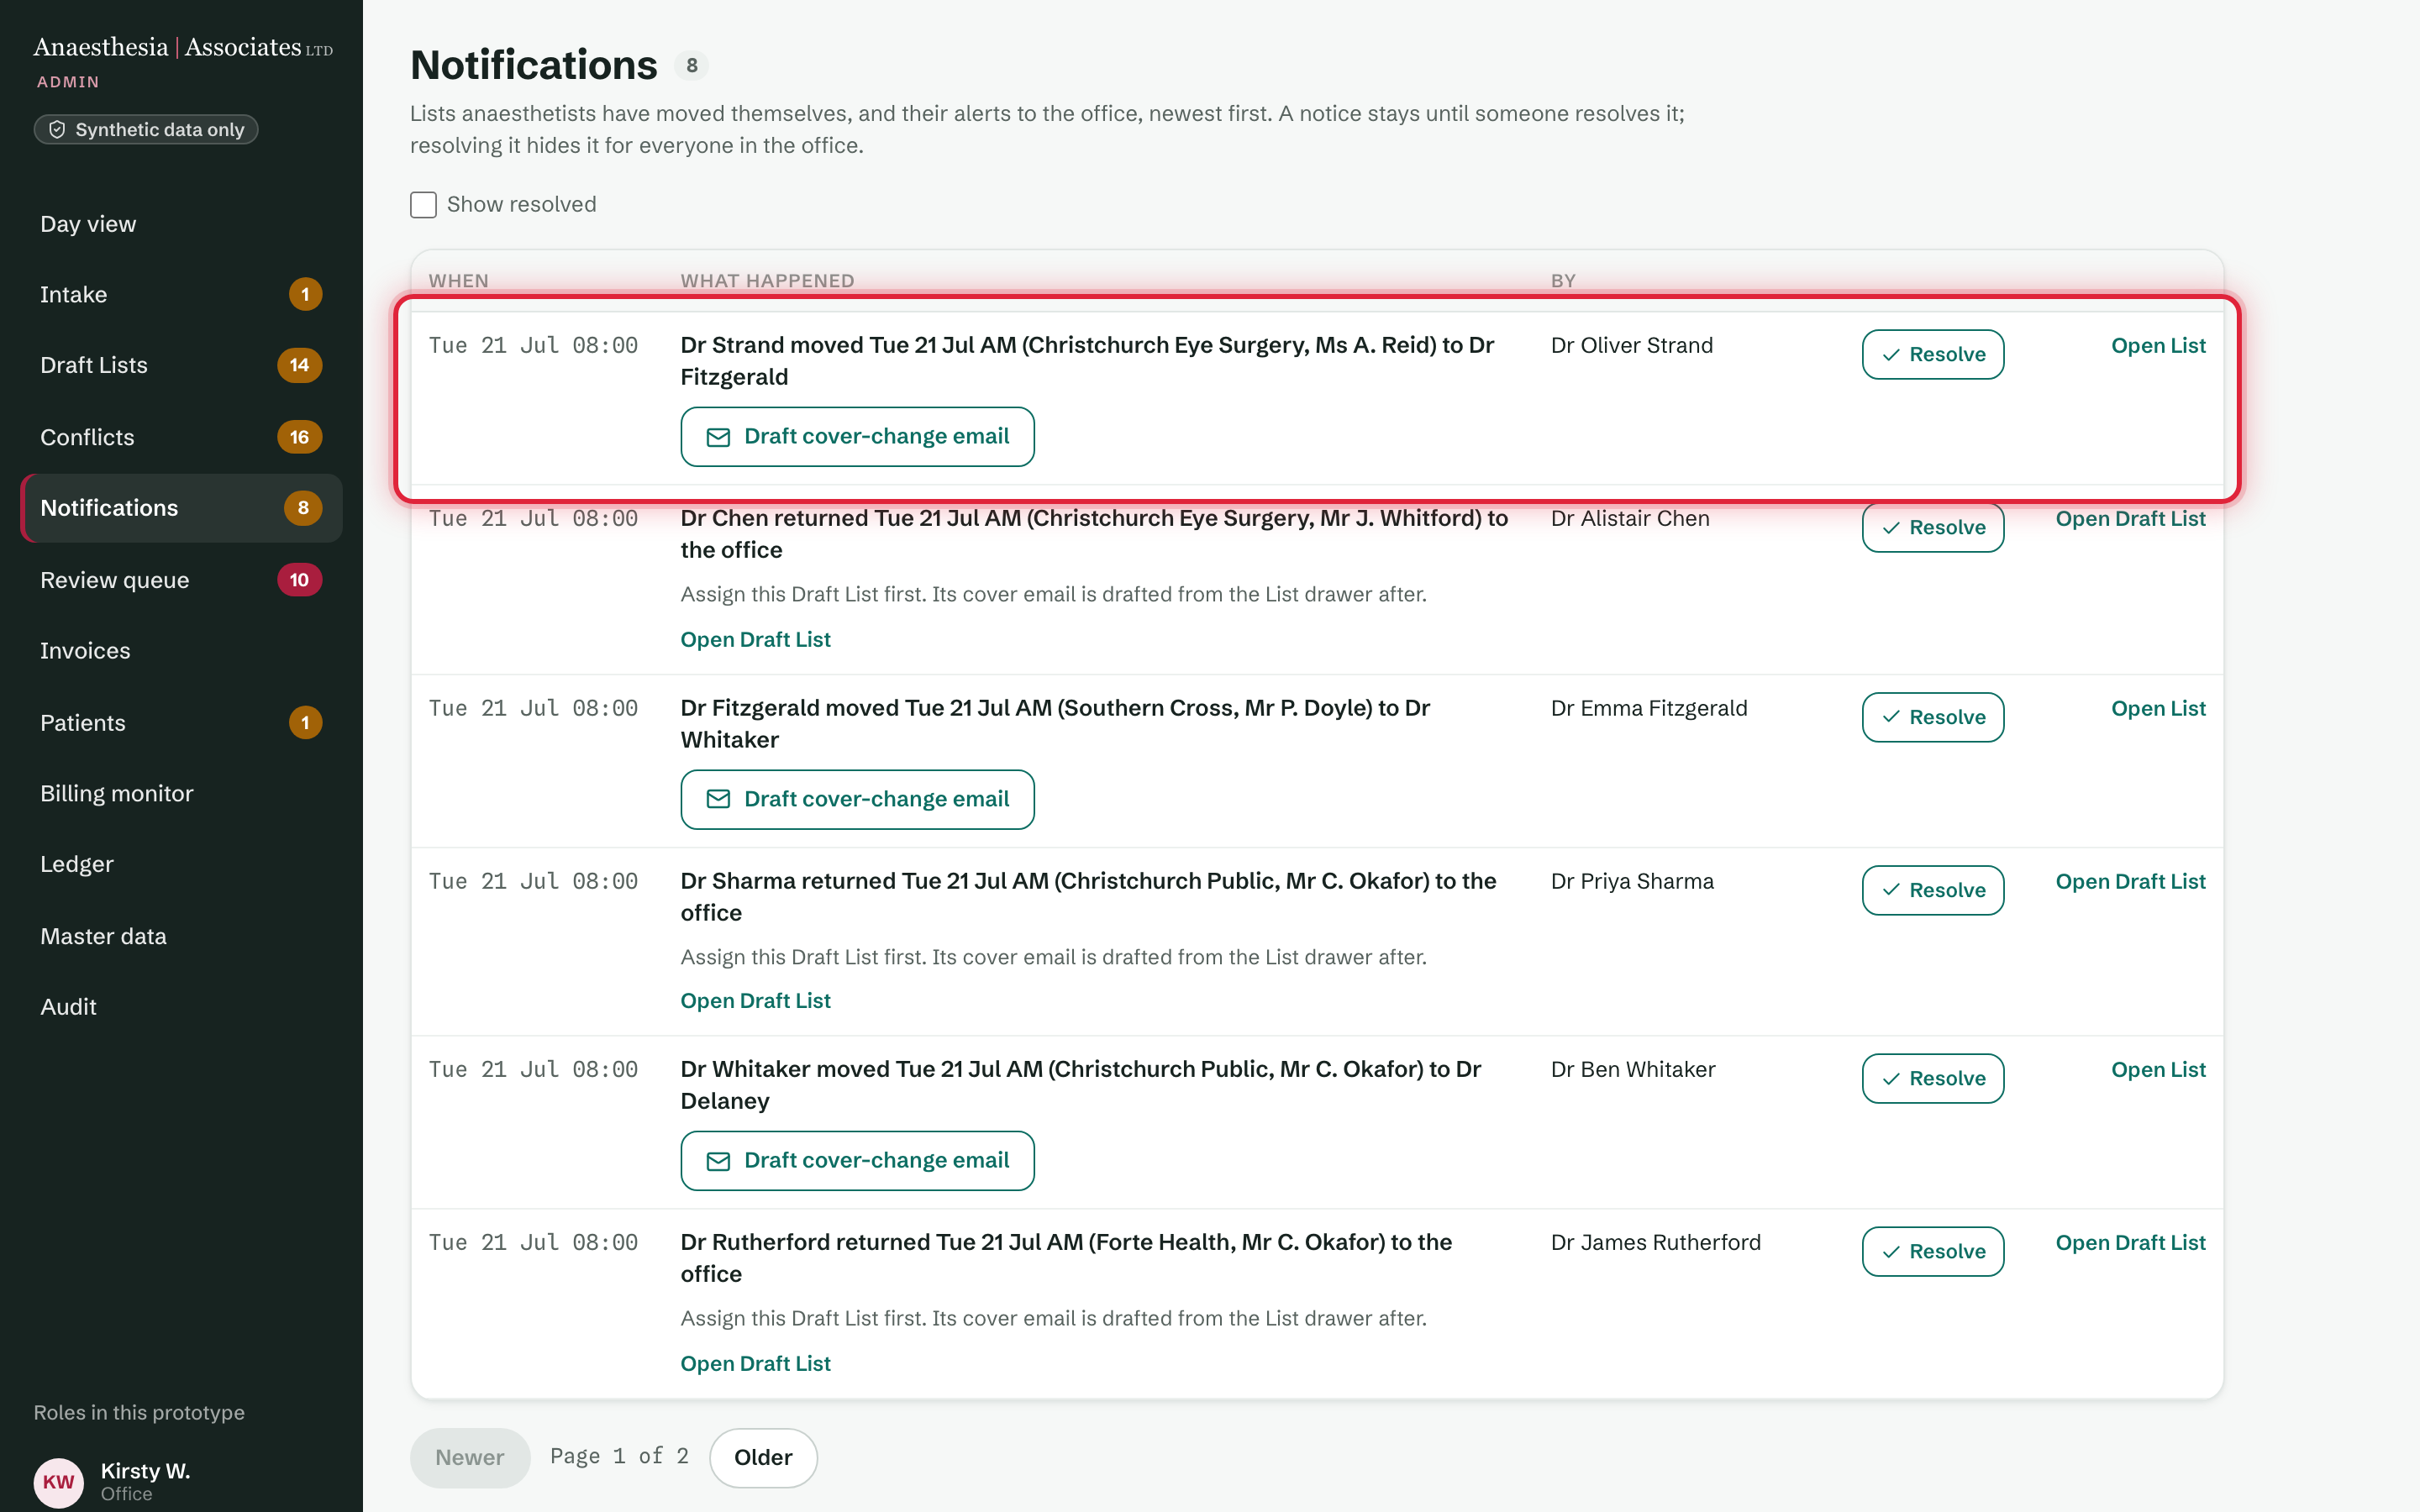 Anaesthesia | Associates LTD
ADMIN
Synthetic data only
Day view
Intake 1
Draft Lists 14
Conflicts 16
Notifications 8
Review queue 10
Invoices
Patients 1
Billing monitor
Ledger
Master data
Audit
Roles in this prototype
KW Kirsty W.
Office
Notifications 8
Lists anaesthetists have moved themselves, and their alerts to the office, newest first. A notice stays until someone resolves it;
resolving it hides it for everyone in the office.
Show resolved
WHEN WHAT HAPPENED BY
Tue 21 Jul 08:00 Dr Strand moved Tue 21 Jul AM (Christchurch Eye Surgery, Ms A. Reid) to Dr Dr Oliver Strand Resolve Open List
Fitzgerald
Draft cover-change email
Tue 21 Jul 08:00 Dr Chen returned Tue 21 Jul AM (Christchurch Eye Surgery, Mr J. Whitford) to Dr Alistair Chen Resolve Open Draft List
the office
Assign this Draft List first. Its cover email is drafted from the List drawer after.
Open Draft List
Tue 21 Jul 08:00 Dr Fitzgerald moved Tue 21 Jul AM (Southern Cross, Mr P. Doyle) to Dr Dr Emma Fitzgerald Resolve Open List
Whitaker
Draft cover-change email
Tue 21 Jul 08:00 Dr Sharma returned Tue 21 Jul AM (Christchurch Public, Mr C. Okafor) to the Dr Priya Sharma Resolve Open Draft List
office
Assign this Draft List first. Its cover email is drafted from the List drawer after.
Open Draft List
Tue 21 Jul 08:00 Dr Whitaker moved Tue 21 Jul AM (Christchurch Public, Mr C. Okafor) to Dr Dr Ben Whitaker Resolve Open List
Delaney
Draft cover-change email
Tue 21 Jul 08:00 Dr Rutherford returned Tue 21 Jul AM (Forte Health, Mr C. Okafor) to the Dr James Rutherford Resolve Open Draft List
office
Assign this Draft List first. Its cover email is drafted from the List drawer after.
Open Draft List
Newer Page 1 of 2 Older